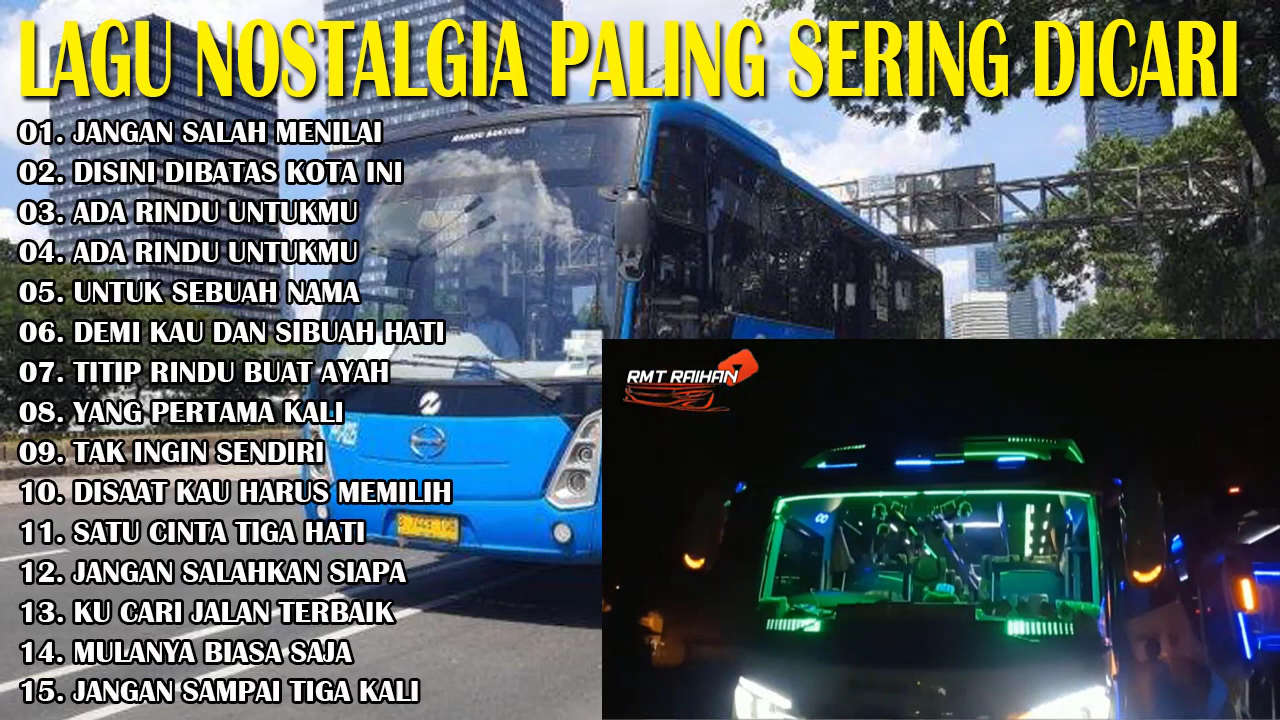 LAGU NOSTALGIA PALING SERING DICARI
01. JANGAN SALAH MENILAI
02. DISINI DIBATAS KOTA INI
03. ADA RINDU UNTUKMU
04. ADA RINDU UNTUKMU
05. UNTUK SEBUAH NAMA
06. DEMI KAU DAN SIBUAH HATI
07. TITIP RINDU BUAT AYAH
08. YANG PERTAMA KALI
09. TAK INGIN SENDIRI
10. DISAAT KAU HARUS MEMILIH
11. SATU CINTA TIGA HATI
12. JANGAN SALAHKAN SIAPA
13. KU CARI JALAN TERBAIK
14. MULANYA BIASA SAJA
15. JANGAN SAMPAI TIGA KALI
RMT RAIHAN